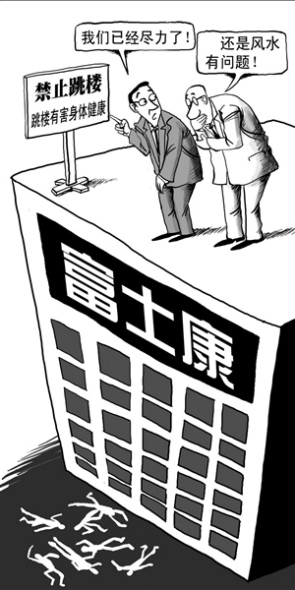 我们已经尽力了！
还是风水
有问题！
禁止跳楼
跳楼有害身体健康
富士康